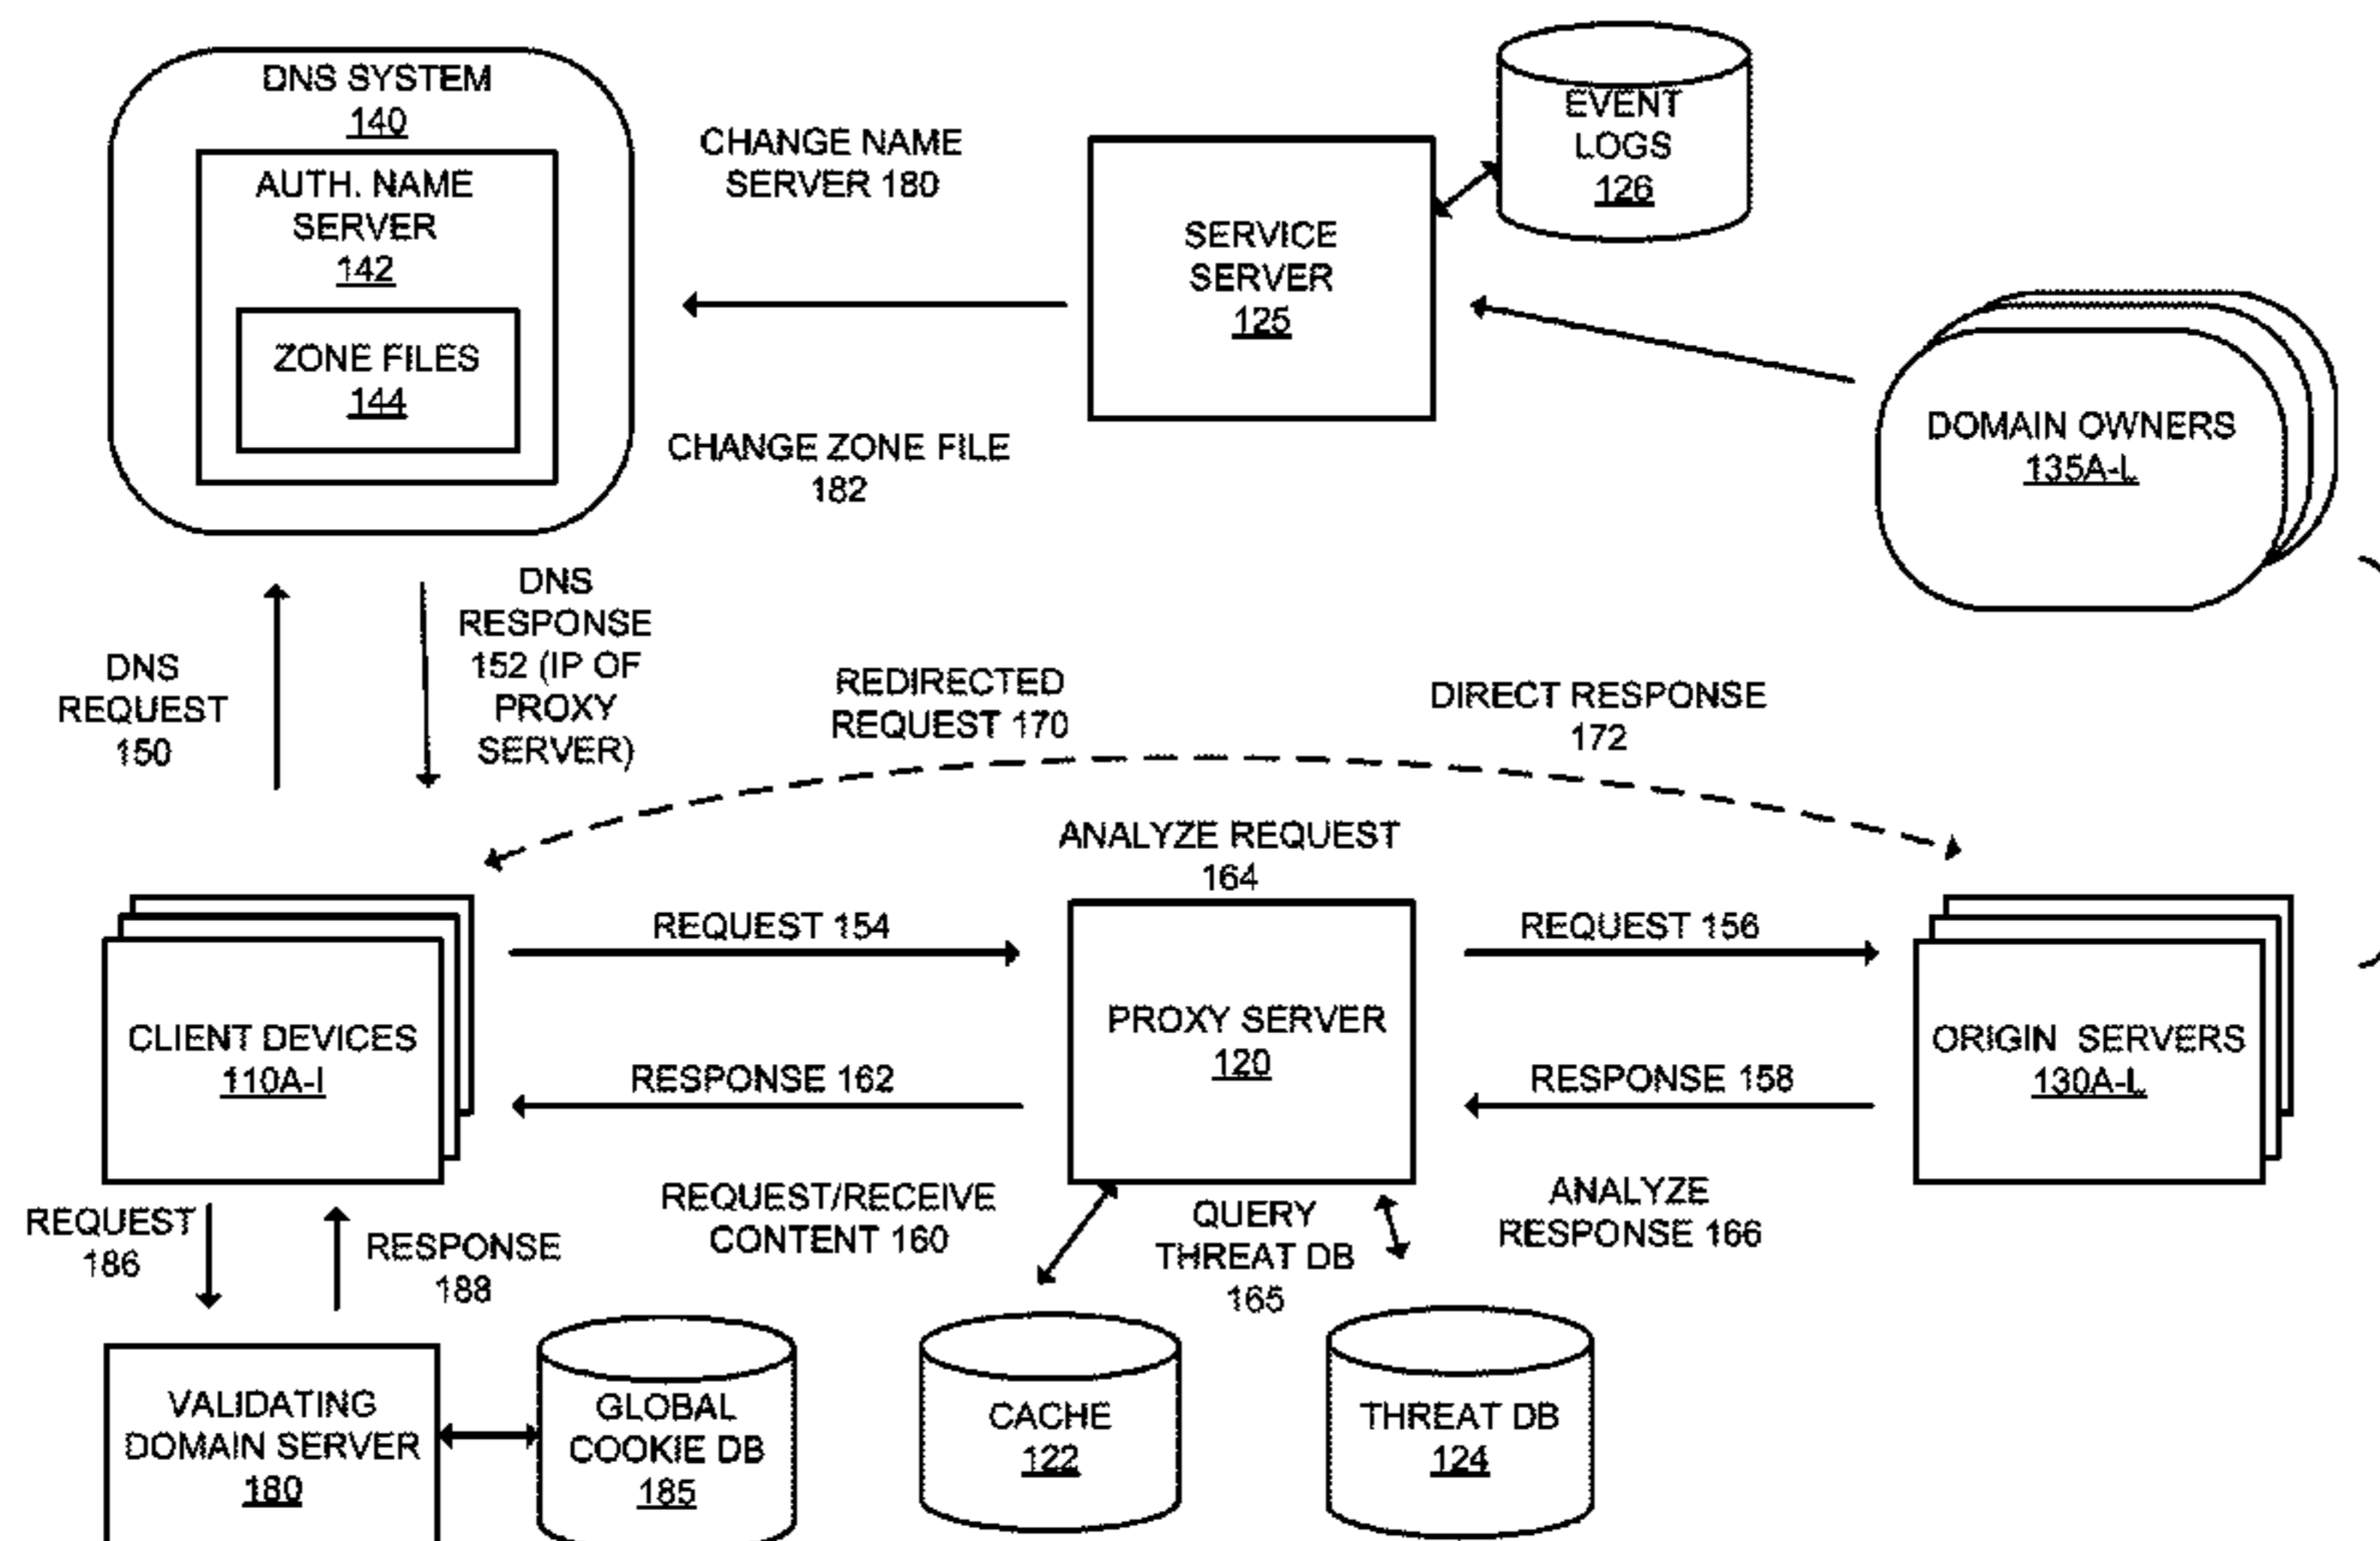 DNS SYSTEM
140
AUTH. NAME
SERVER
142
ZONE FILES
144
CHANGE NAME
SERVER 180
CHANGE ZONE FILE
182
SERVICE
SERVER
125
EVENT
LOGS
126
DOMAIN OWNERS
135A-L
DNS
REQUEST
150
DNS
RESPONSE
152 (IP OF
PROXY
SERVER)
REDIRECTED
REQUEST 170
DIRECT RESPONSE
172
ANALYZE REQUEST
164
CLIENT DEVICES
110A-I
REQUEST 154
RESPONSE 162
PROXY SERVER
120
REQUEST 156
RESPONSE 158
ORIGIN SERVERS
130A-L
REQUEST
186
RESPONSE
188
REQUEST/RECEIVE
CONTENT 160
QUERY
THREAT DB
165
ANALYZE
RESPONSE 166
VALIDATING
DOMAIN SERVER
180
GLOBAL
COOKIE DB
185
CACHE
122
THREAT DB
124